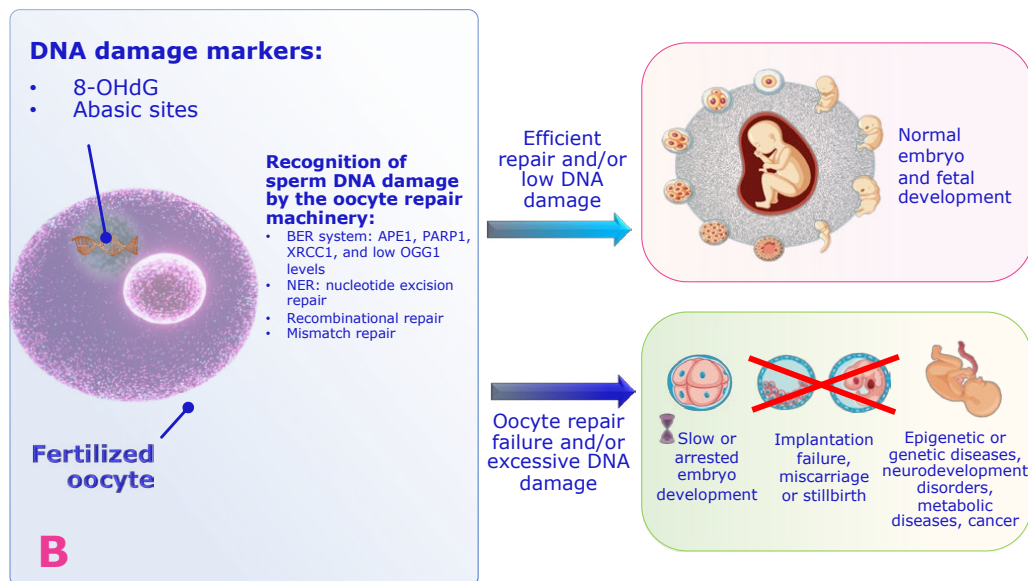 DNA damage markers:
• 8-OHdG
• Abasic sites
Recognition of
sperm DNA damage
by the oocyte repair
machinery:
• BER system: APE1, PARP1,
XRCC1, and low OGG1
levels
• NER: nucleotide excision
repair
• Recombinational repair
• Mismatch repair
Fertilized
oocyte
B
Efficient
repair and/or
low DNA
damage
Normal
embryo
and fetal
development
Oocyte repair
failure and/or
excessive DNA
damage
Slow or
arrested
embryo
development
Implantation
failure,
miscarriage
or stillbirth
Epigenetic or
genetic diseases,
neurodevelopment
disorders,
metabolic
diseases, cancer